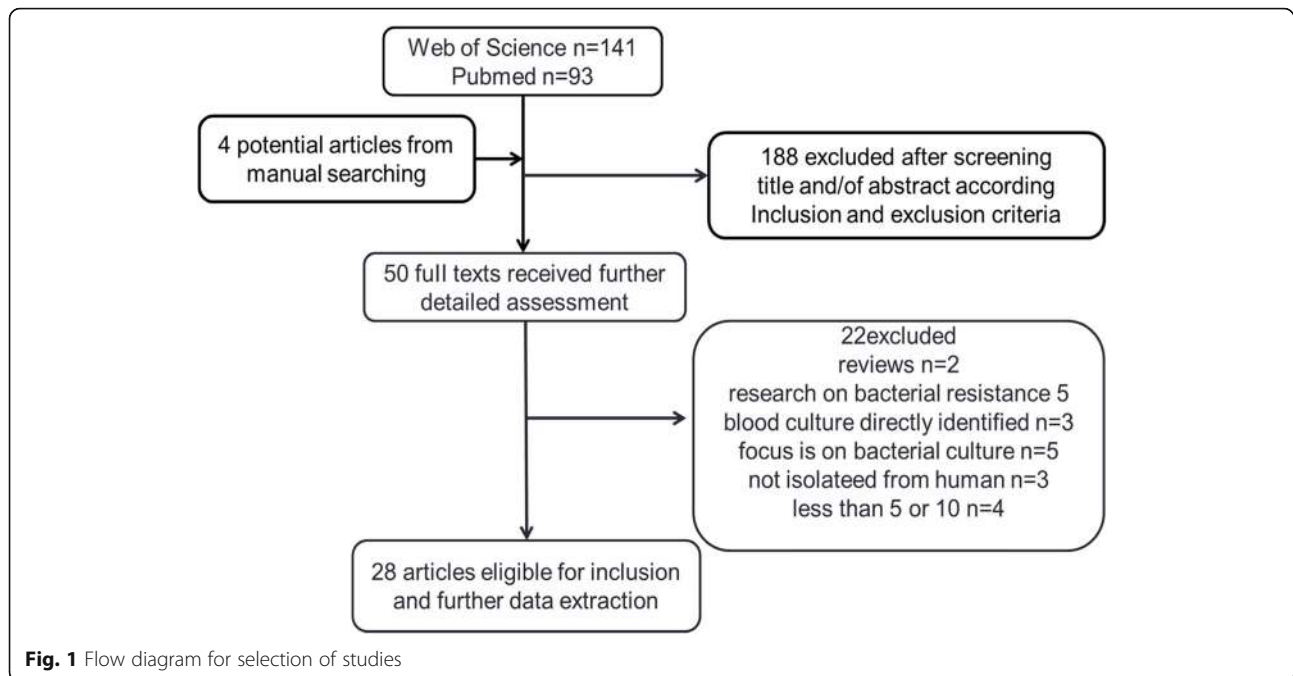 Web of Science n=141
Pubmed n=93
4 potential articles from
manual searching
188 excluded after screening
title and/of abstract according
Inclusion and exclusion criteria
50 full texts received further
detailed assessment
22excluded
reviews n=2
research on bacterial resistance 5
blood culture directly identified n=3
focus is on bacterial culture n=5
not isolateed from human n=3
less than 5 or 10 n=4
28 articles eligible for inclusion
and further data extraction
Fig. 1 Flow diagram for selection of studies